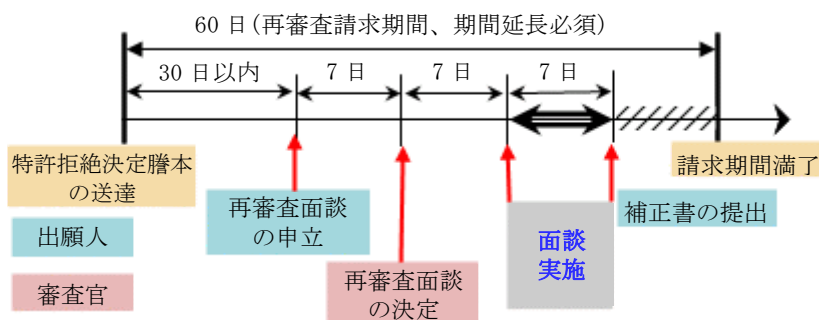 60 日(再審査請求期間、期間延長必須)
30 日以内
7 日
7 日
7 日
特許拒絶決定謄本
の送達
再審査面談
の申立
再審査面談
の決定
面談
実施
補正書の提出
請求期間満了
出願人
審査官